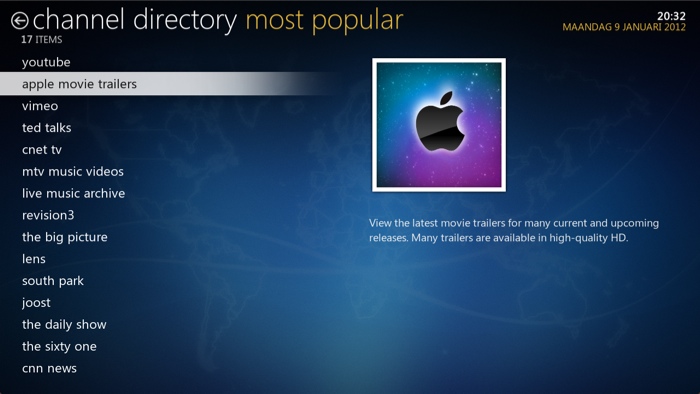 channel directory most popular
20:32
MAANDAG 9 JANUARI 2012
17 ITEMS
youtube
apple movie trailers
vimeo
ted talks
cnet tv
mtv music videos
live music archive
revision3
the big picture
lens
south park
joost
the daily show
the sixty one
cnn news
View the latest movie trailers for many current and upcoming
releases. Many trailers are available in high-quality HD.